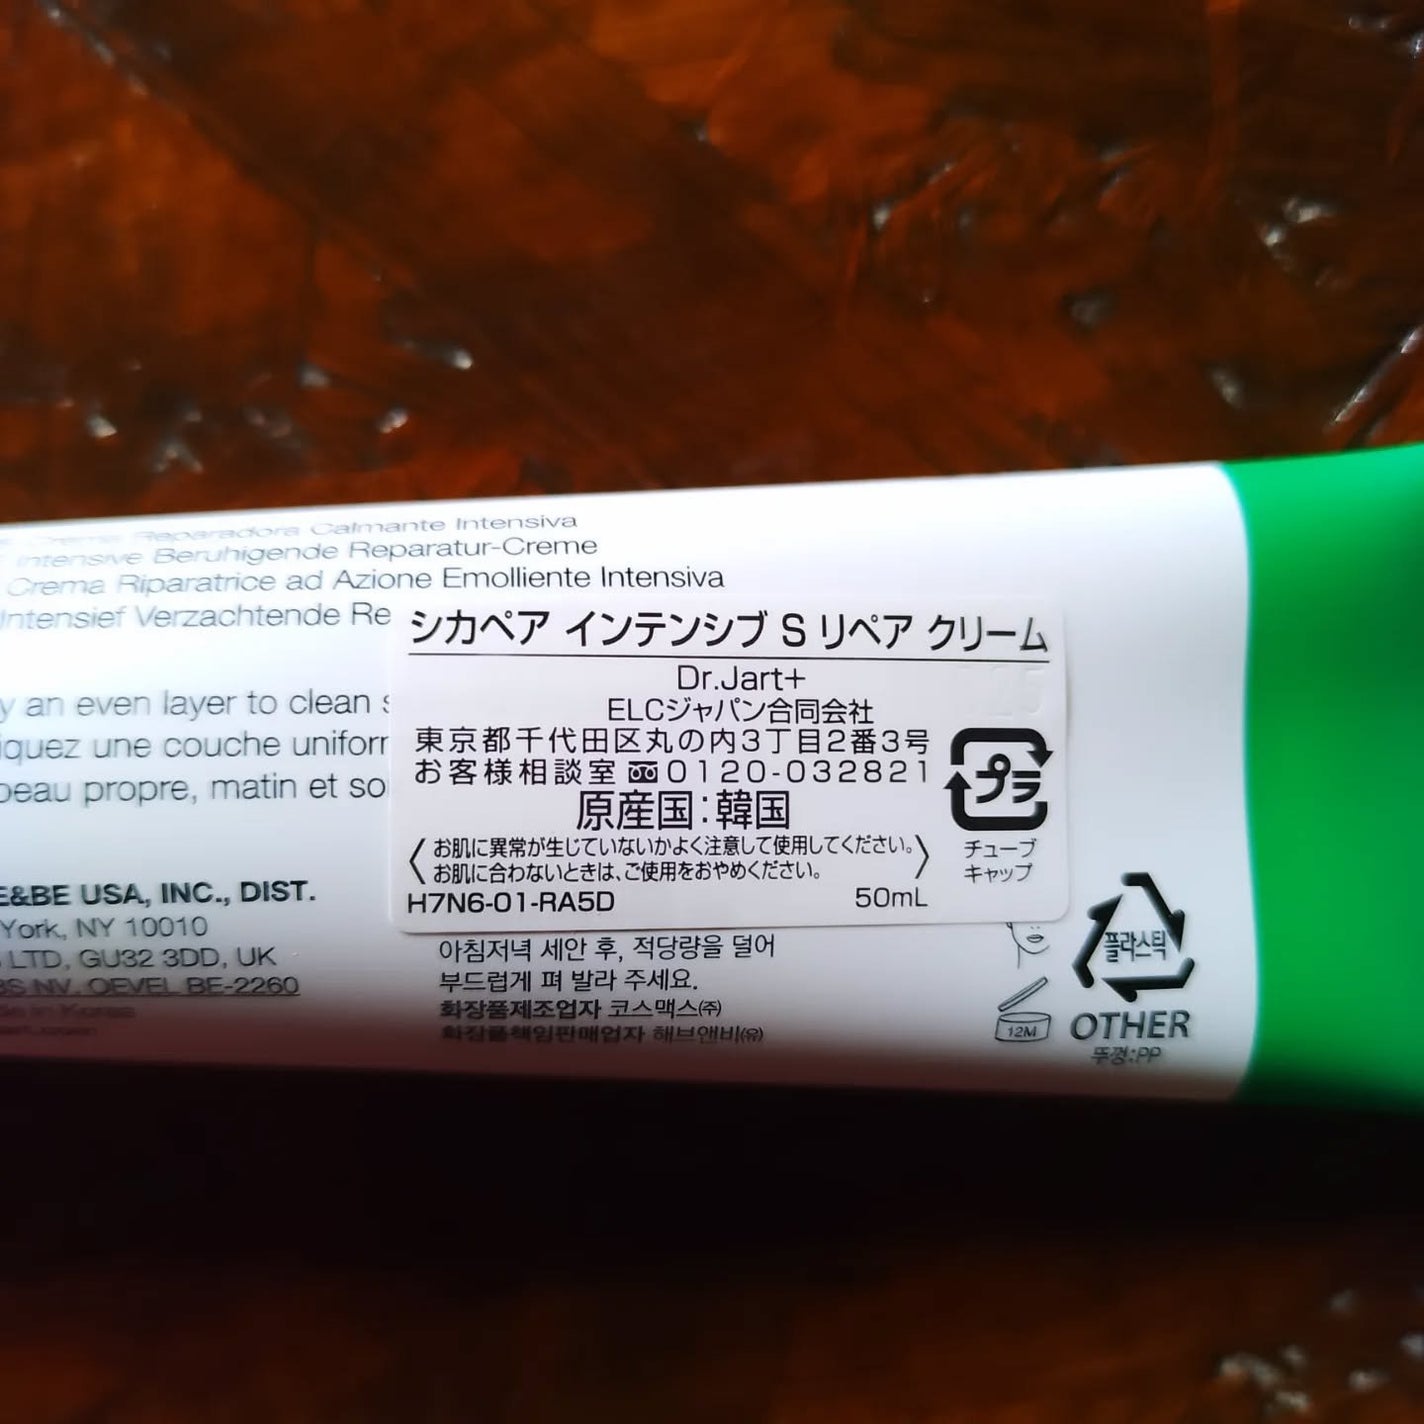 Reparadora Calmante Intensiva
Intensive Beruhigende Reparatur-Creme
Crema Riparatrice ad Azione Emolliente Intensiva
Intensief Verzachtende Re
シカペア インテンシブ S リペア クリーム
Dr.Jart+
ELCジャパン合同会社
東京都千代田区丸の内3丁目2番3号
お客様相談室 0120-032821
原産国:韓国
〈お肌に異常が生じていないかよく注意して使用してください。
お肌に合わないときは、ご使用をおやめください。〉
H7N6-01-RA5D 50mL
プラ
チューブ
キャップ
y an even layer to clean s
iquez une couche uniforr
peau propre, matin et so
E&BE USA, INC., DIST.
York, NY 10010
LTD, GU32 3DD, UK
BS NV. OEVEL BE-2260
in Korea
아침저녁 세안 후, 적당량을 덜어
부드럽게 펴 발라 주세요.
화장품제조업자 코스맥스㈜
화장품책임판매업자 해브앤비(유)
12M
플라스틱
OTHER
뚜껑:PP